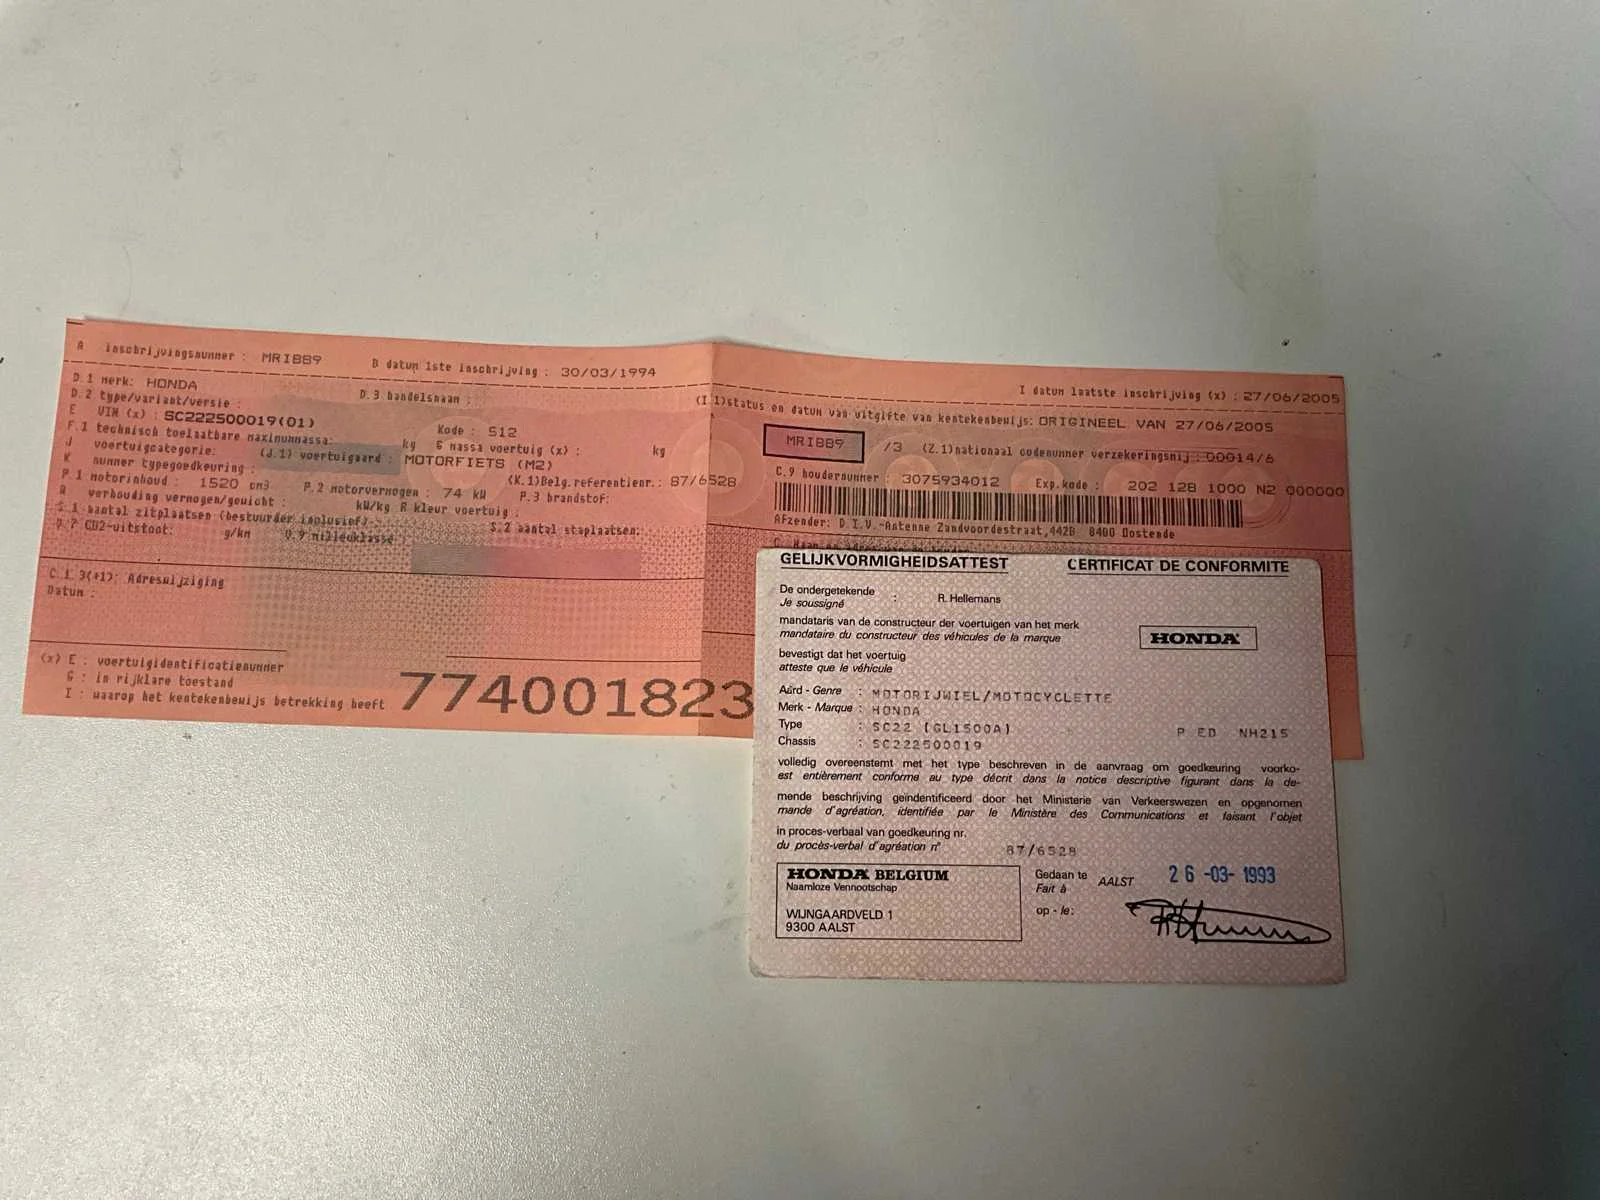 A inschrijvingsnummer : MRIBB9 B datum 1ste inschrijving : 30/03/1994
D.1 merk: HONDA
D.2 type/variant/versie : D.3 handelsnaam :
E VIN (x) : SC222500019(01) Kode : 512
F.1 technisch toelaatbare maximummassa: kg G massa voertuig (x) : kg
J voertuigcategorie: (J.1) voertuigaard : MOTORFIETS (M2)
K nummer typegoedkeuring : (K.1)Belg.referentienr.: 87/6528
P.1 motorinhoud : 1520 cm3 P.2 motorvermogen : 74 kW P.3 brandstof:
Q verhouding vermogen/gewicht : kW/kg R kleur voertuig :
S.1 aantal zitplaatsen (bestuurder inclusief) S.2 aantal staplaatsen:
V.7 CO2-uitstoot: g/km V.9 milieuklasse :
C.1.3(+1): Adreswijziging
Datum :
(x) E : voertuigidentificatienummer
G : in rijklare toestand
I : waarop het kentekenbewijs betrekking heeft
774001823
I datum laatste inschrijving (x) : 27/06/2005
(I.1)status en datum van uitgifte van kentekenbewijs: ORIGINEEL VAN 27/06/2005
MRIBB9 /3 (Z.1)nationaal codenummer verzekeringsmij : 00014/6
C.9 houdernummer : 3075934012 Exp.kode : 202 128 1000 N2 000000
Afzender: D.I.V.-Antenne Zandvoordestraat,442B 8400 Oostende
GELIJKVORMIGHEIDSATTEST CERTIFICAT DE CONFORMITE
De ondergetekende : R. Hellemans
Je soussigné
mandataris van de constructeur der voertuigen van het merk
mandataire du constructeur des véhicules de la marque
HONDA
bevestigt dat het voertuig
atteste que le véhicule
Aard - Genre : MOTORIJWIEL/MOTOCYCLETTE
Merk - Marque : HONDA
Type : SC22 (GL1500A) P ED NH215
Chassis : SC222500019
volledig overeenstemt met het type beschreven in de aanvraag om goedkeuring voorko-
est entièrement conforme au type décrit dans la notice descriptive figurant dans la de-
mende beschrijving geïndentificeerd door het Ministerie van Verkeerswezen en opgenomen
mande d'agréation, identifiée par le Ministère des Communications et faisant l'objet
in proces-verbaal van goedkeuring nr.
du procès-verbal d'agréation n° 87/6528
HONDA BELGIUM
Naamloze Vennootschap
WIJNGAARDVELD 1
9300 AALST
Gedaan te
Fait à AALST 26-03-1993
op - le: